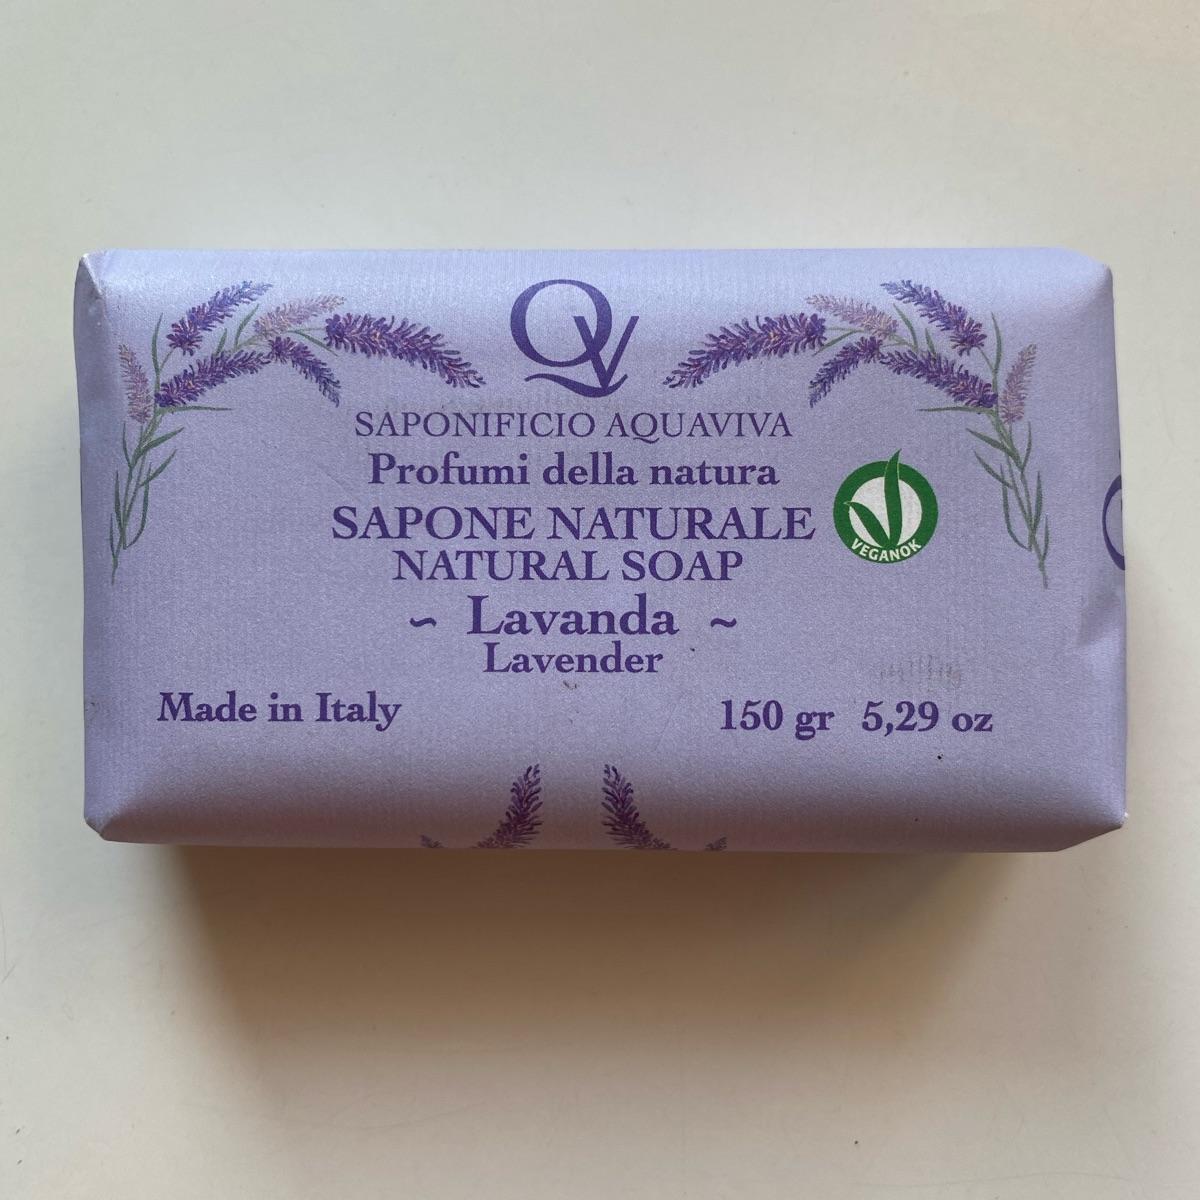 QV
SAPONIFICIO AQUAVIVA
Profumi della natura
SAPONE NATURALE
NATURAL SOAP
VEGANOK
~ Lavanda ~
Lavender
Made in Italy
150 gr 5,29 oz